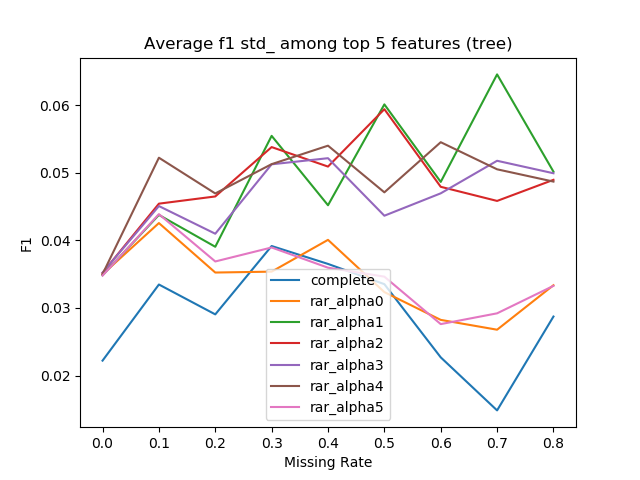 Average f1 std_ among top 5 features (tree)
F1
0.06
0.05
0.04
0.03
0.02
complete
rar_alpha0
rar_alpha1
rar_alpha2
rar_alpha3
rar_alpha4
rar_alpha5
0.0 0.1 0.2 0.3 0.4 0.5 0.6 0.7 0.8
Missing Rate